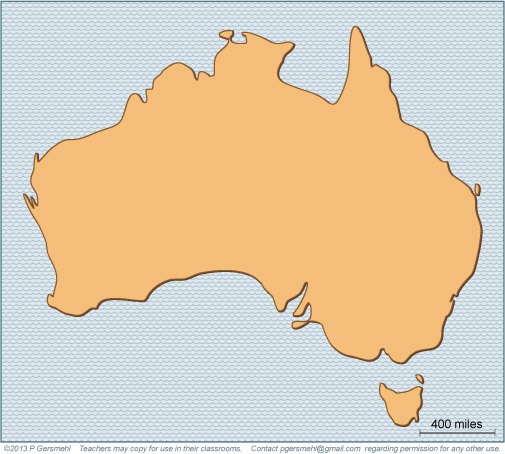 400 miles
©2013 P Gersmehl Teachers may copy for use in their classrooms. Contact pgersmehl@gmail.com regarding permission for any other use.